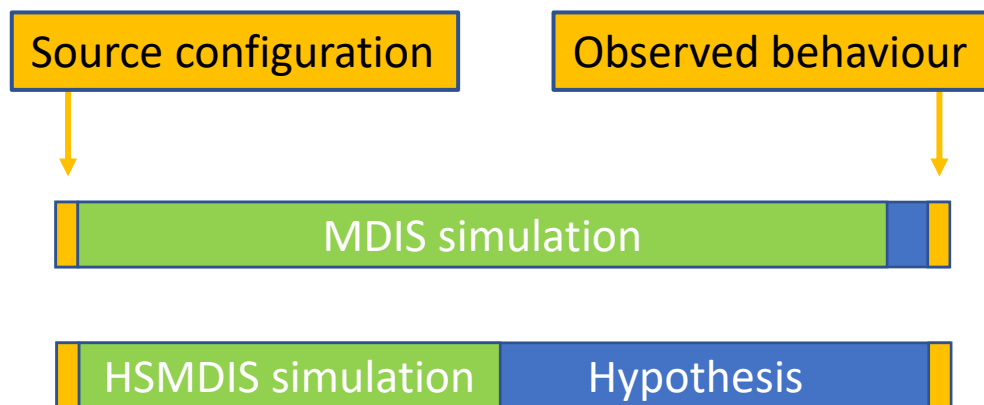 Source configuration
Observed behaviour
MDIS simulation
HSMDIS simulation
Hypothesis